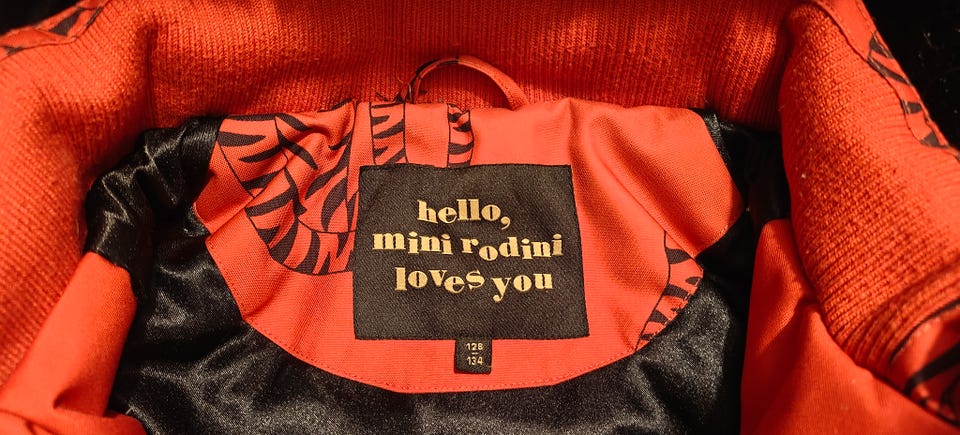 hello,
mini rodini
loves you
128
–
134